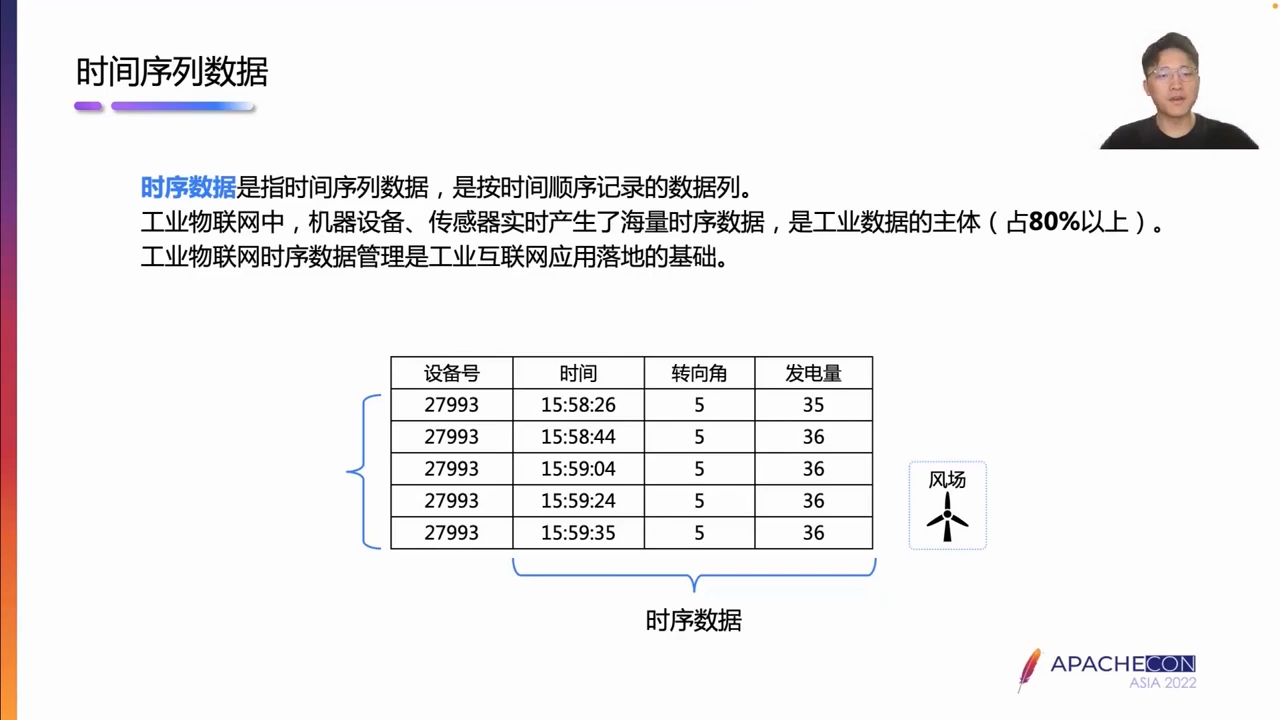 时间序列数据
时序数据是指时间序列数据，是按时间顺序记录的数据列。
工业物联网中，机器设备、传感器实时产生了海量时序数据，是工业数据的主体（占80%以上）。
工业物联网时序数据管理是工业互联网应用落地的基础。
设备号 时间 转向角 发电量
27993 15:58:26 5 35
27993 15:58:44 5 36
27993 15:59:04 5 36
27993 15:59:24 5 36
27993 15:59:35 5 36
风场
时序数据
APACHECON
ASIA 2022